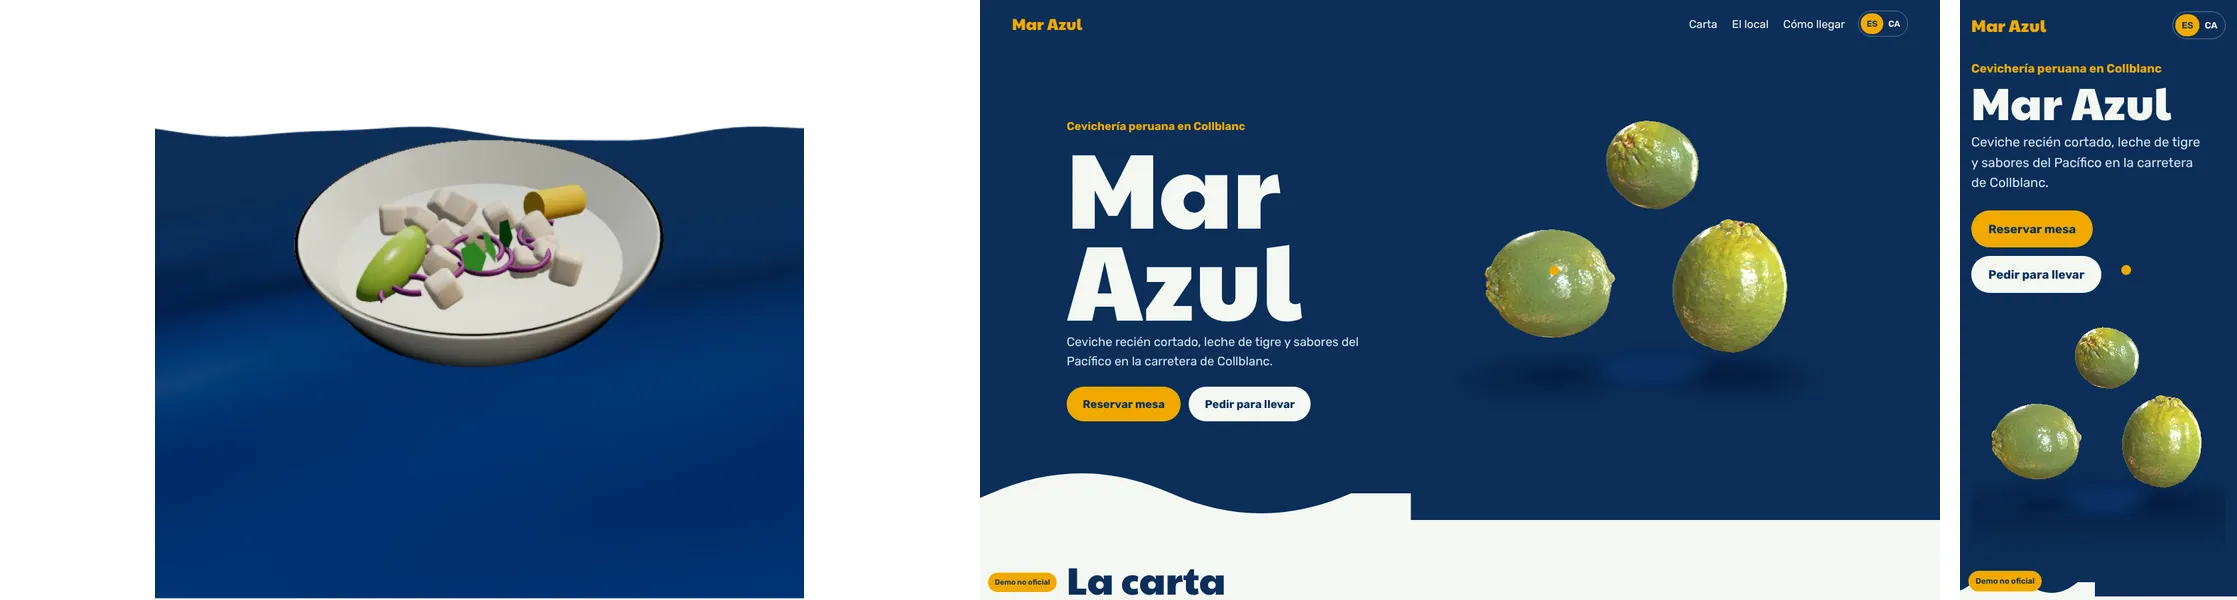 Mar Azul
Carta El local Cómo llegar ES CA
Cevichería peruana en Collblanc
Mar
Azul
Ceviche recién cortado, leche de tigre y sabores del
Pacífico en la carretera de Collblanc.
Reservar mesa Pedir para llevar
Demo no oficial
La carta
Mar Azul ES CA
Cevichería peruana en Collblanc
Mar Azul
Ceviche recién cortado, leche de tigre
y sabores del Pacífico en la carretera
de Collblanc.
Reservar mesa
Pedir para llevar
Demo no oficial